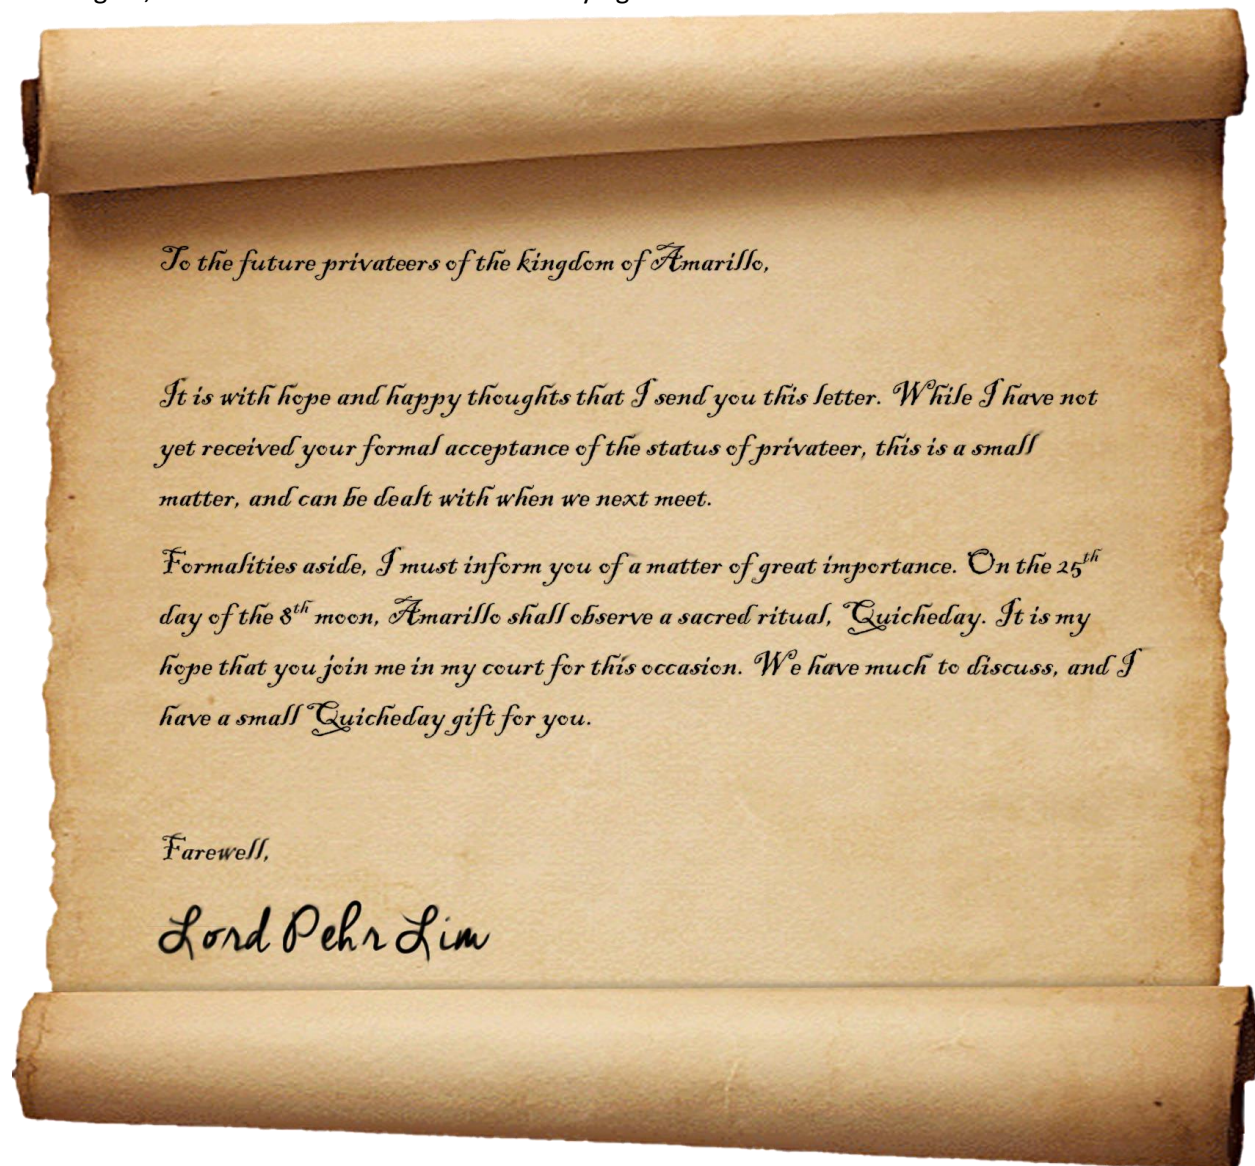 To the future privateers of the kingdom of Amarillo,
It is with hope and happy thoughts that I send you this letter. While I have not
yet received your formal acceptance of the status of privateer, this is a small
matter, and can be dealt with when we next meet.
Formalities aside, I must inform you of a matter of great importance. On the 25th
day of the 8th moon, Amarillo shall observe a sacred ritual, Quicheday. It is my
hope that you join me in my court for this occasion. We have much to discuss, and I
have a small Quicheday gift for you.
Farewell,
Lord Pehr Lim